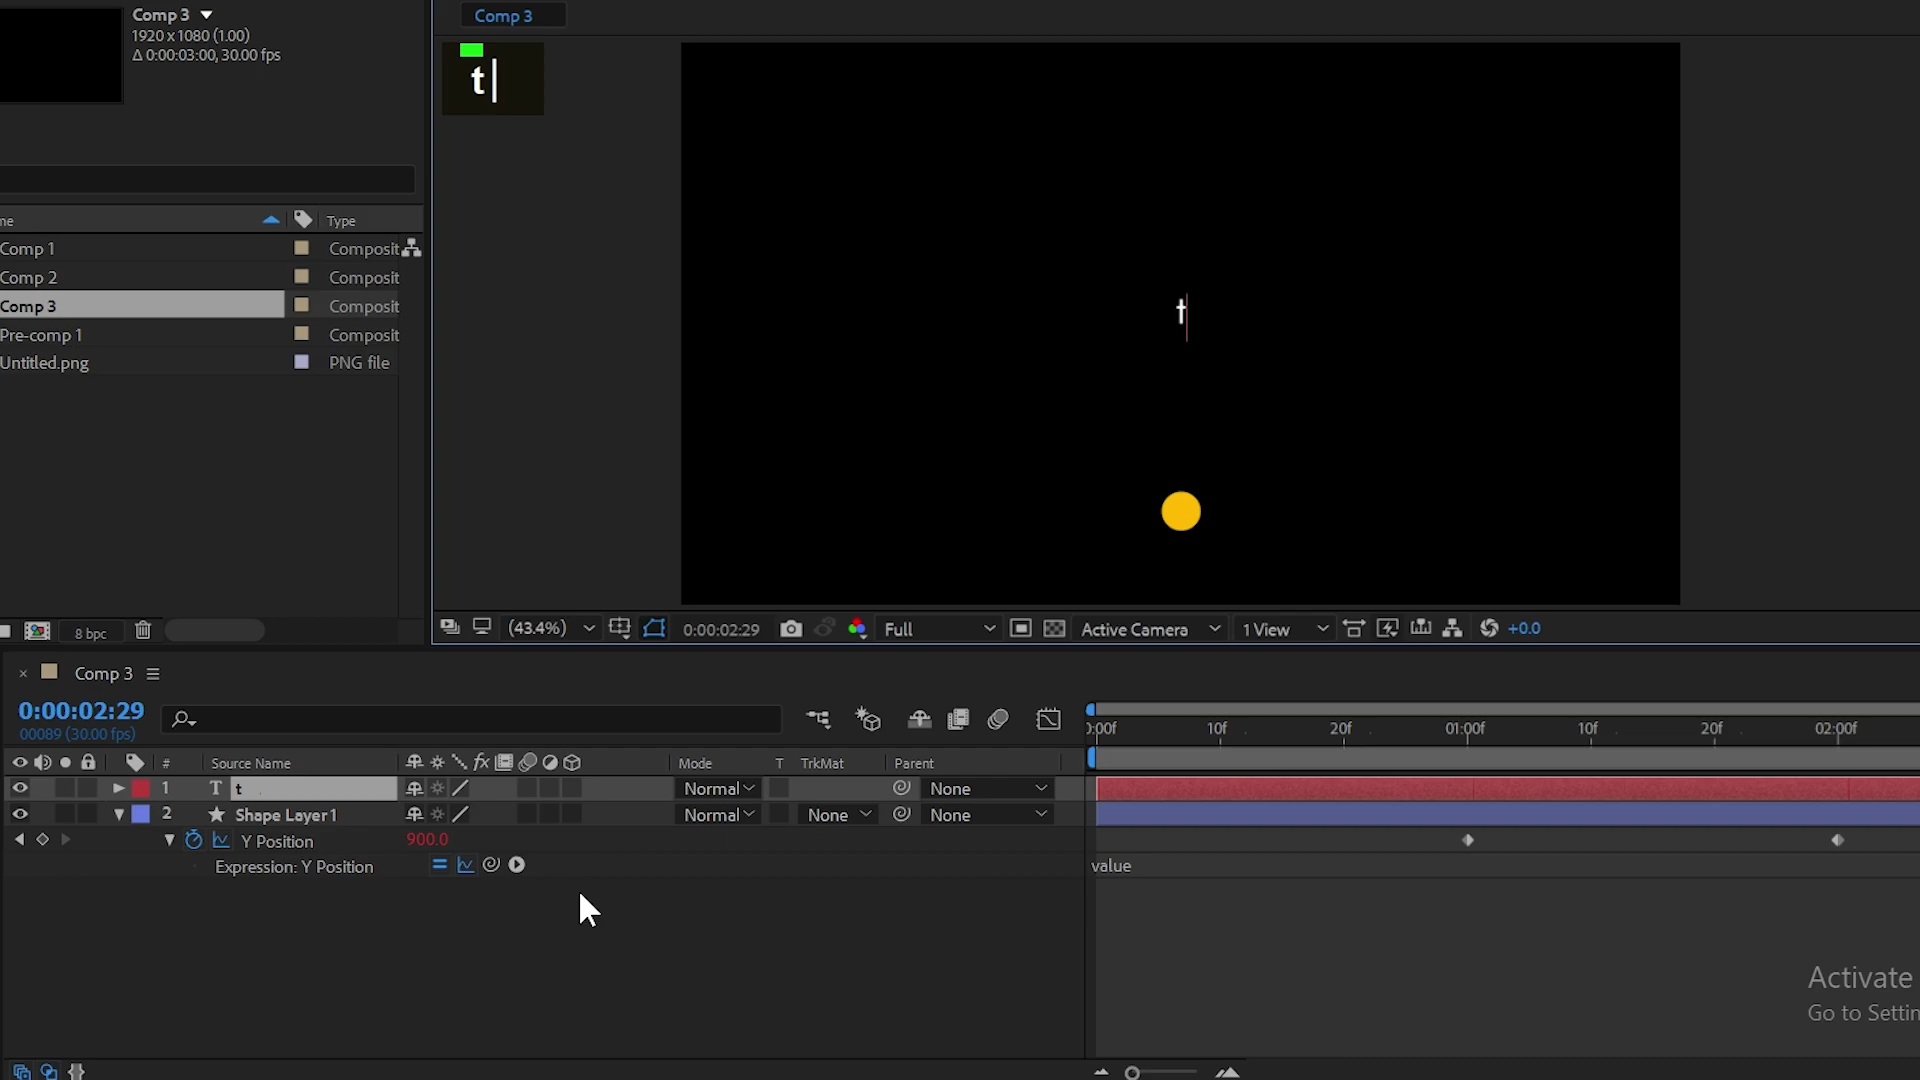 Comp 3
1920 x 1080 (1.00)
Δ 0:00:03:00, 30.00 fps
Comp 3
t
t
me
Type
Comp 1
Composit
Comp 2
Composit
Comp 3
Composit
Pre-comp 1
Composit
Untitled.png
PNG file
8 bpc
(43.4%)
0:00:02:29
Full
Active Camera
1 View
+0.0
Comp 3
0:00:02:29
00089 (30.00 fps)
0:00f 10f 20f 01:00f 10f 20f 02:00f
# Source Name fx Mode T TrkMat Parent
1 T t Normal None
2 Shape Layer 1 Normal None None
Y Position 900.0
Expression: Y Position
value
Activate
Go to Settin